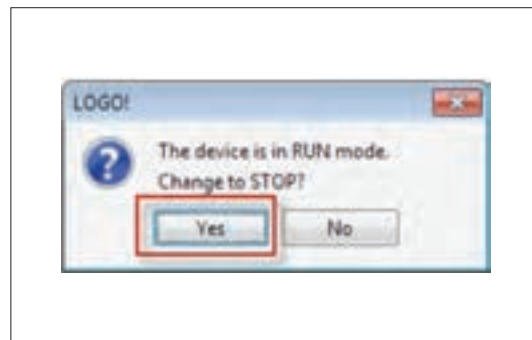 LOGO!
The device is in RUN mode.
Change to STOP?
Yes No